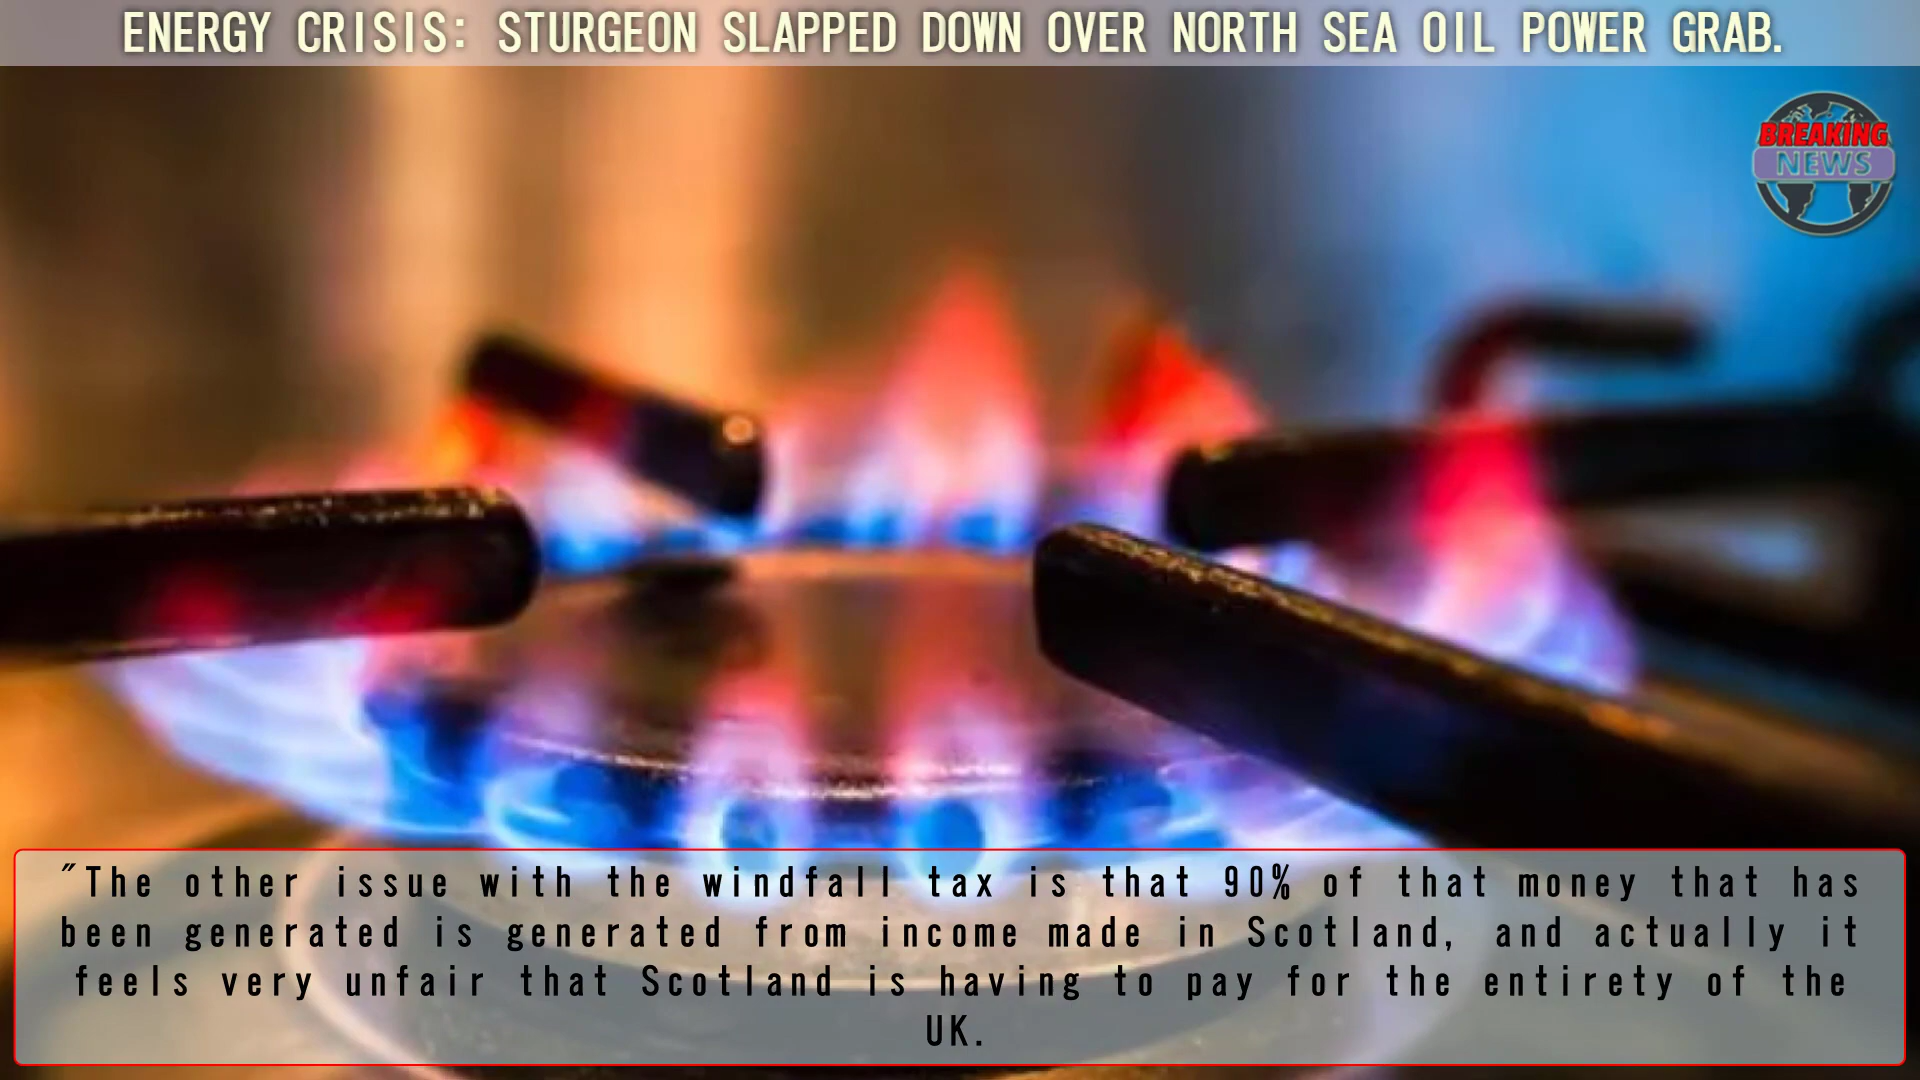 ENERGY CRISIS: STURGEON SLAPPED DOWN OVER NORTH SEA OIL POWER GRAB.
BREAKING
NEWS
"The other issue with the windfall tax is that 90% of that money that has
been generated is generated from income made in Scotland, and actually it
feels very unfair that Scotland is having to pay for the entirety of the
UK.